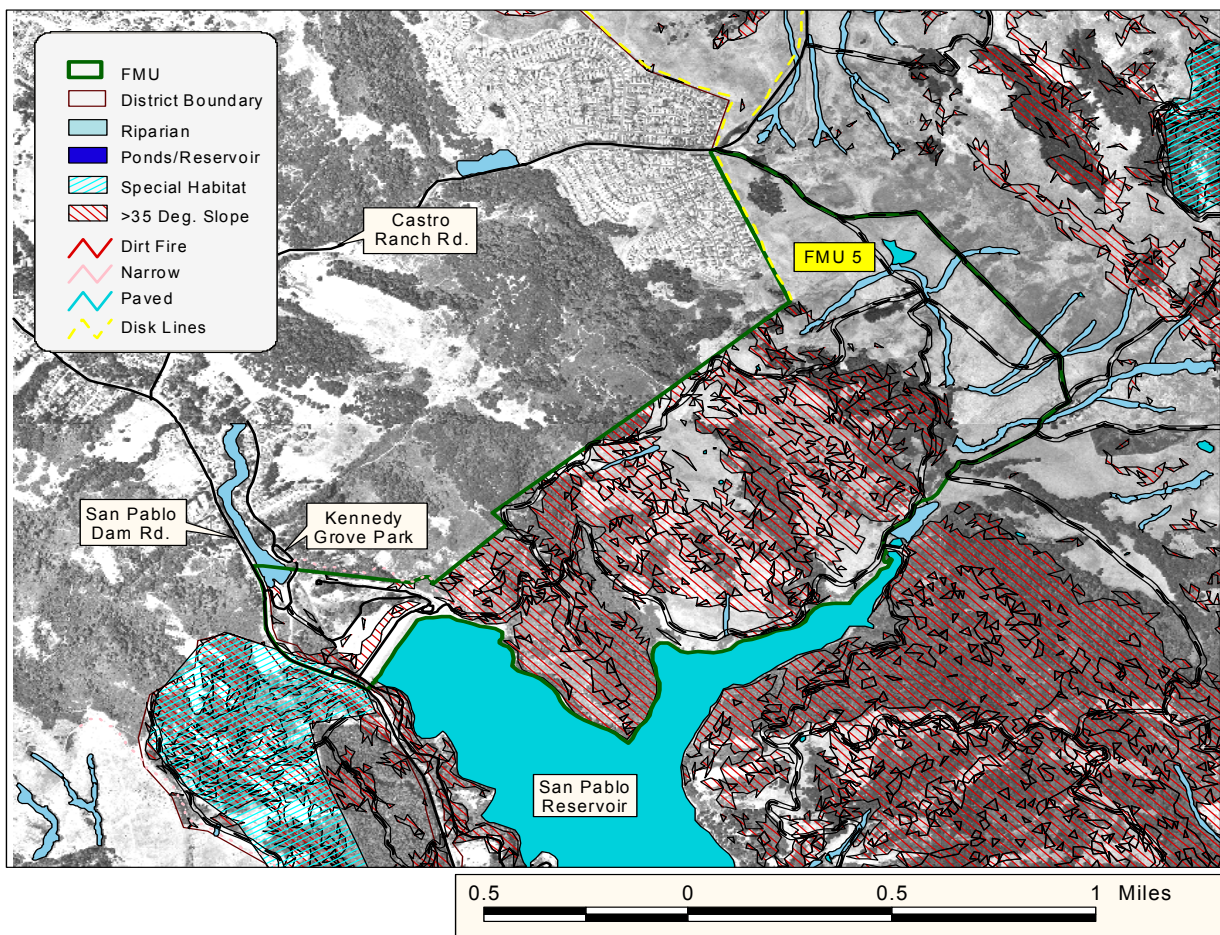 FMU
District Boundary
Riparian
Ponds/Reservoir
Special Habitat
>35 Deg. Slope
Dirt Fire
Narrow
Paved
Disk Lines
Castro
Ranch Rd.
FMU 5
San Pablo
Dam Rd.
Kennedy
Grove Park
San Pablo
Reservoir
0.5 0 0.5 1 Miles